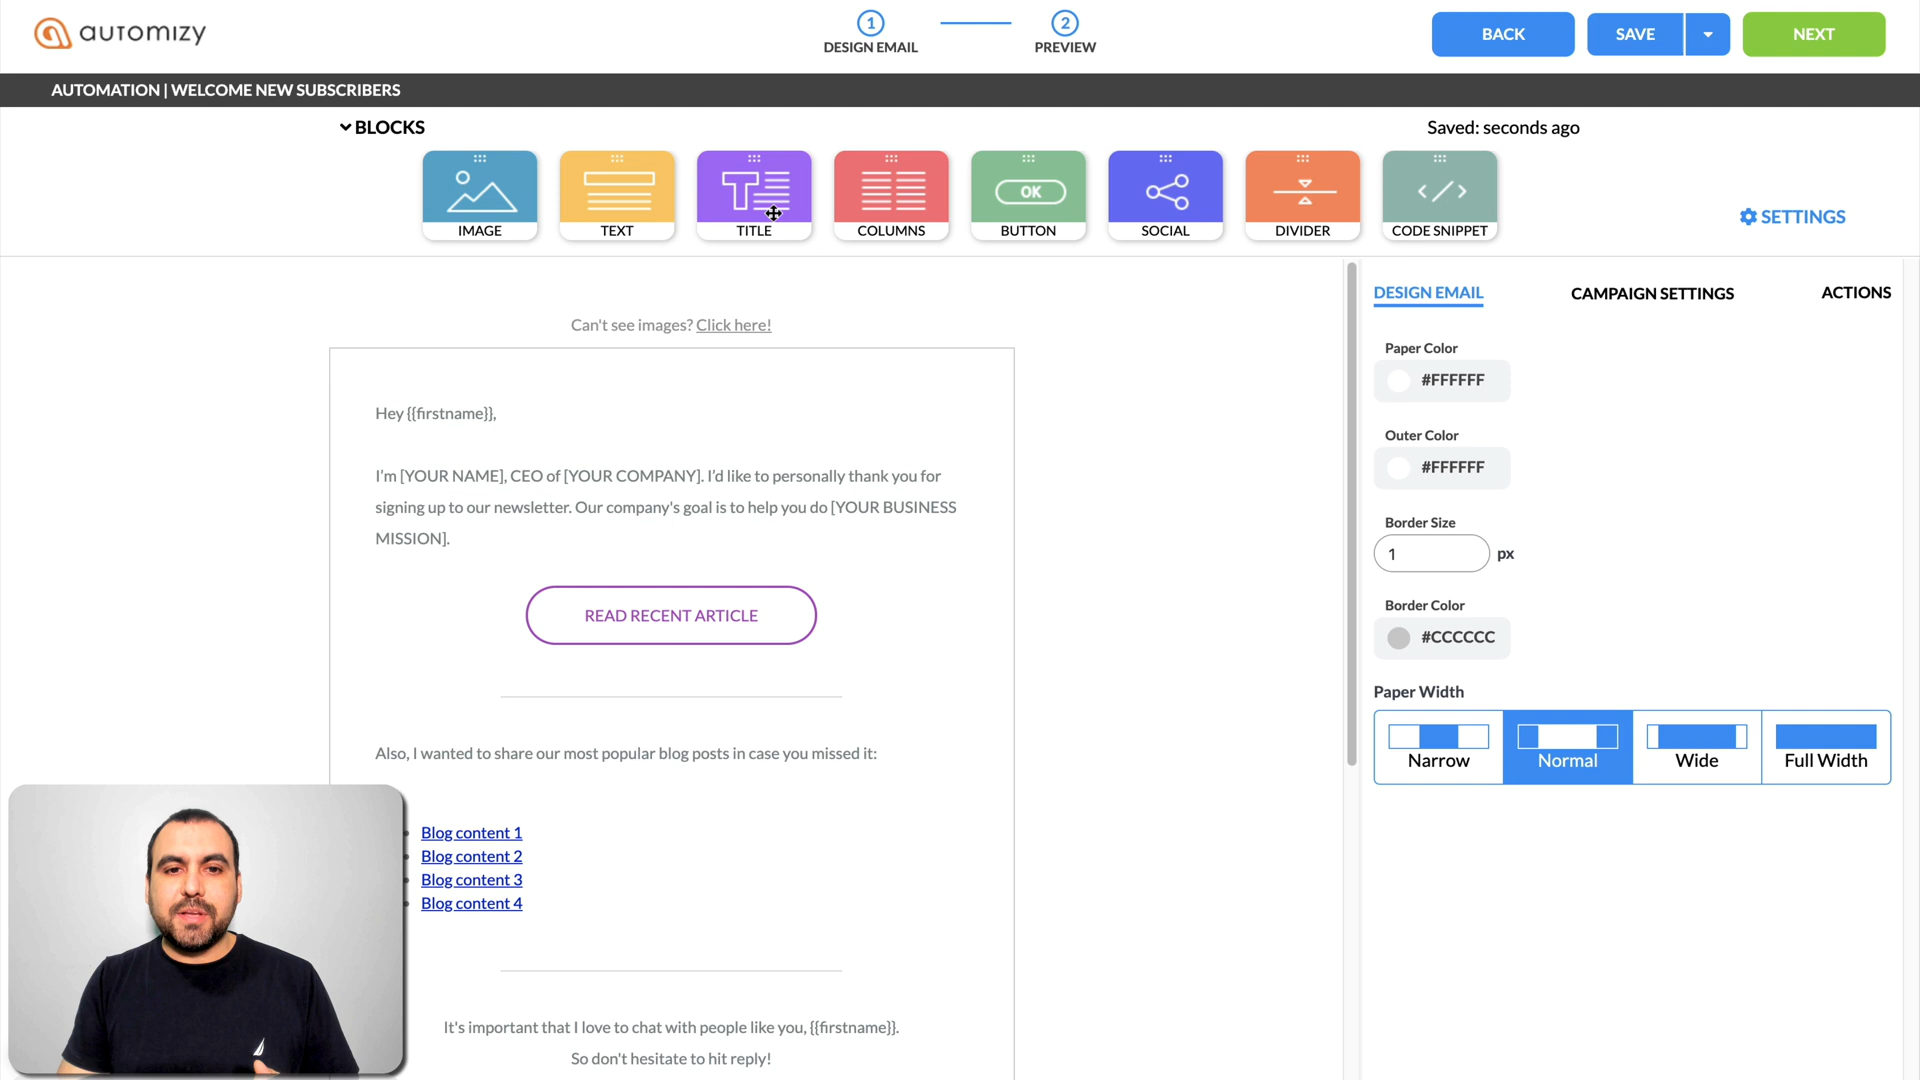 automizy
1
2
DESIGN EMAIL
PREVIEW
BACK
SAVE
NEXT
AUTOMATION | WELCOME NEW SUBSCRIBERS
BLOCKS
Saved: seconds ago
OK
IMAGE
TEXT
TITLE
COLUMNS
BUTTON
SOCIAL
DIVIDER
CODE SNIPPET
SETTINGS
DESIGN EMAIL
CAMPAIGN SETTINGS
ACTIONS
Can't see images? Click here!
Hey {{firstname}},
I'm [YOUR NAME], CEO of [YOUR COMPANY]. I'd like to personally thank you for
signing up to our newsletter. Our company's goal is to help you do [YOUR BUSINESS
MISSION].
READ RECENT ARTICLE
Also, I wanted to share our most popular blog posts in case you missed it:
Blog content 1
Blog content 2
Blog content 3
Blog content 4
It's important that I love to chat with people like you, {{firstname}}.
So don't hesitate to hit reply!
Paper Color
#FFFFFF
Outer Color
#FFFFFF
Border Size
1 px
Border Color
#CCCCCC
Paper Width
Narrow
Normal
Wide
Full Width